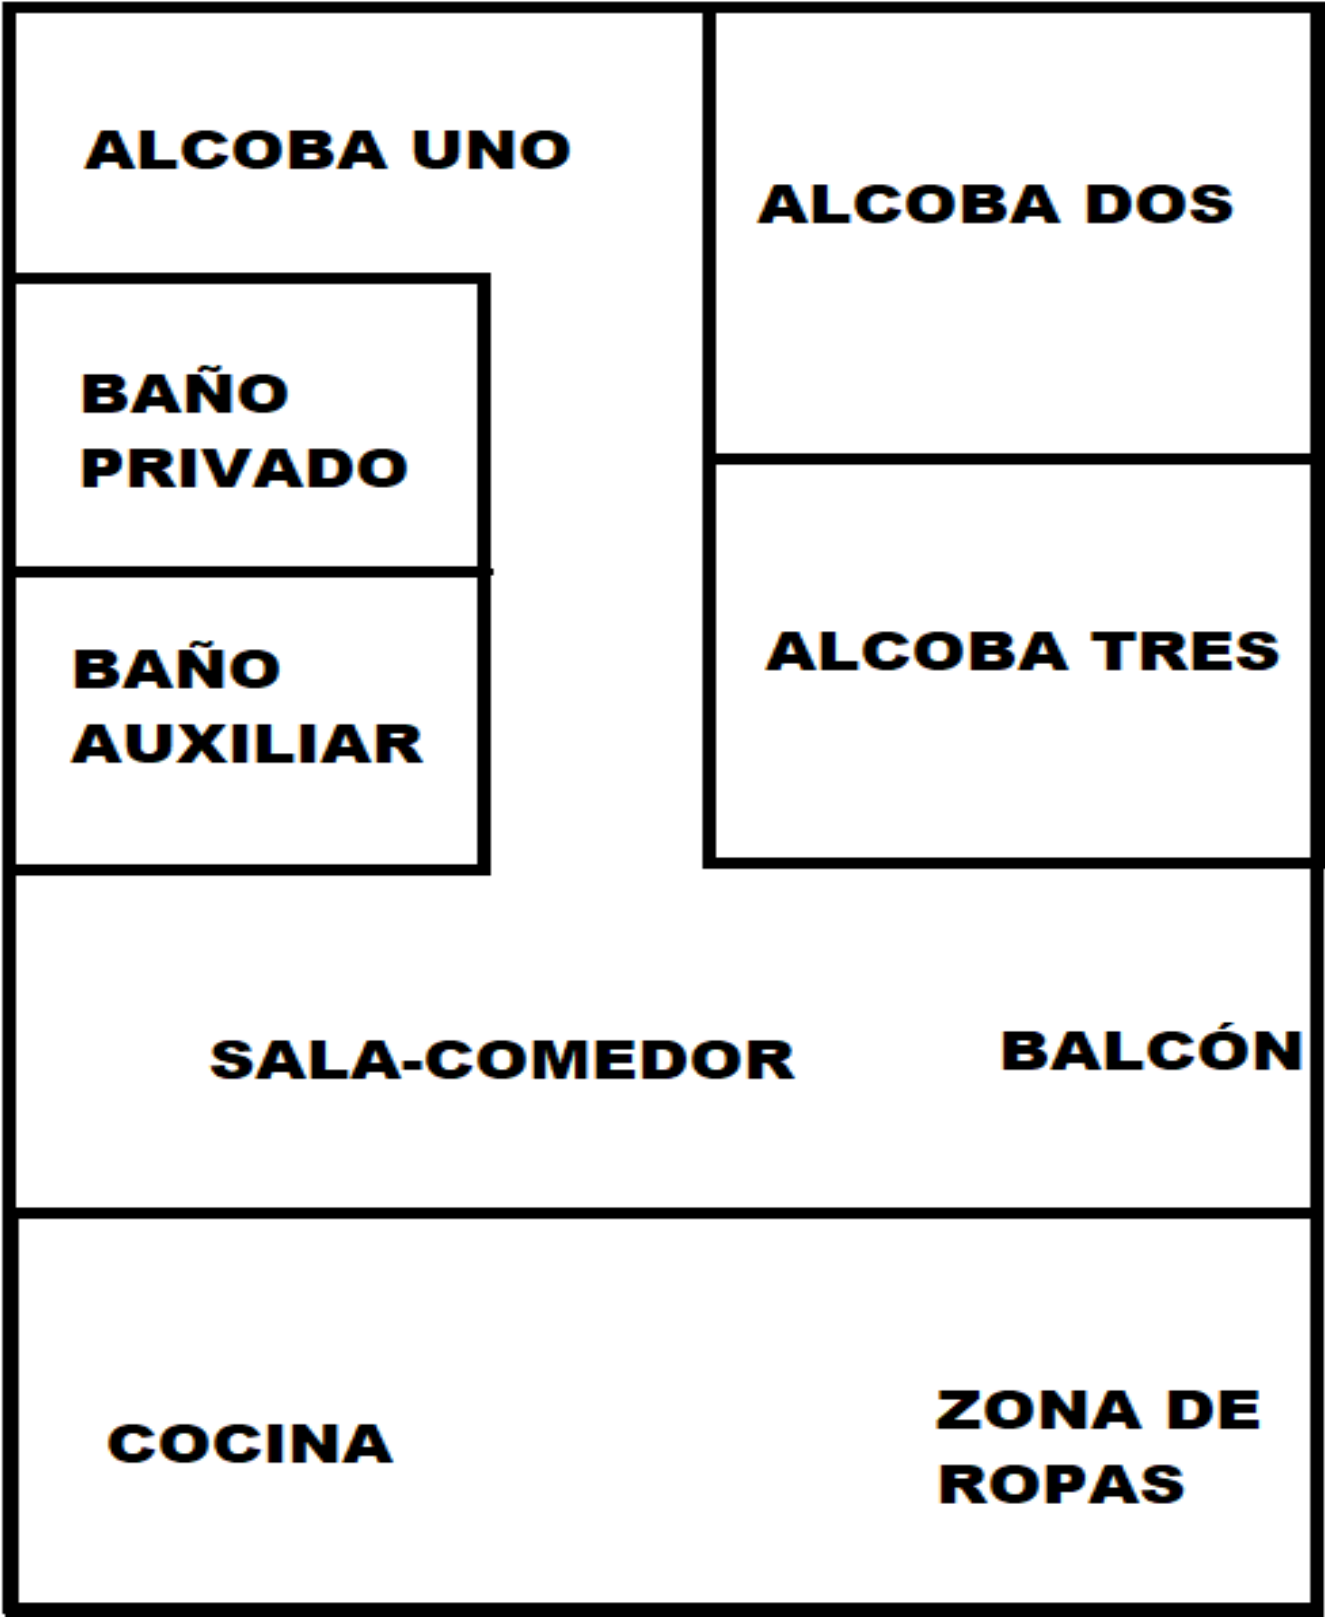 ALCOBA UNO
ALCOBA DOS
BAÑO
PRIVADO
BAÑO
AUXILIAR
ALCOBA TRES
SALA-COMEDOR
BALCÓN
COCINA
ZONA DE
ROPAS